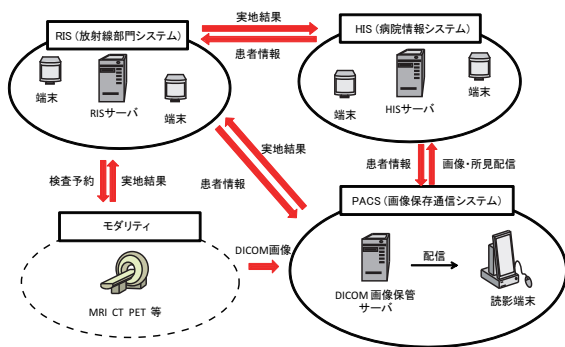 実地結果
RIS (放射線部門システム)
HIS (病院情報システム)
患者情報
端末
RISサーバ
端末
端末
HISサーバ
端末
実地結果
患者情報
画像・所見配信
検査予約
実地結果
患者情報
PACS (画像保存通信システム)
モダリティ
DICOM画像
配信
MRI CT PET 等
DICOM 画像保管
サーバ
読影端末